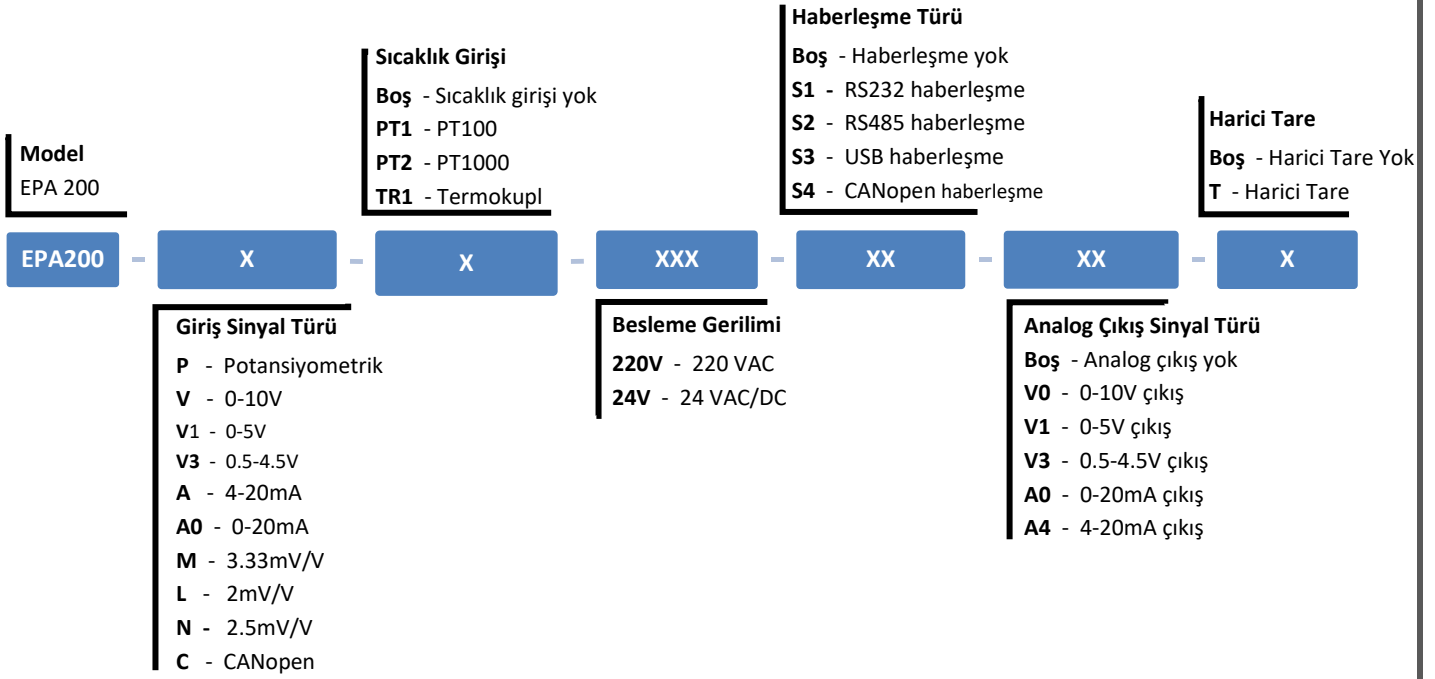 Model
EPA 200
Sıcaklık Girişi
Boş - Sıcaklık girişi yok
PT1 - PT100
PT2 - PT1000
TR1 - Termokupl
Haberleşme Türü
Boş - Haberleşme yok
S1 - RS232 haberleşme
S2 - RS485 haberleşme
S3 - USB haberleşme
S4 - CANopen haberleşme
Harici Tare
Boş - Harici Tare Yok
T - Harici Tare
EPA200 - X - X - XXX - XX - XX - X
Giriş Sinyal Türü
P - Potansiyometrik
V - 0-10V
V1 - 0-5V
V3 - 0.5-4.5V
A - 4-20mA
A0 - 0-20mA
M - 3.33mV/V
L - 2mV/V
N - 2.5mV/V
C - CANopen
Besleme Gerilimi
220V - 220 VAC
24V - 24 VAC/DC
Analog Çıkış Sinyal Türü
Boş - Analog çıkış yok
V0 - 0-10V çıkış
V1 - 0-5V çıkış
V3 - 0.5-4.5V çıkış
A0 - 0-20mA çıkış
A4 - 4-20mA çıkış